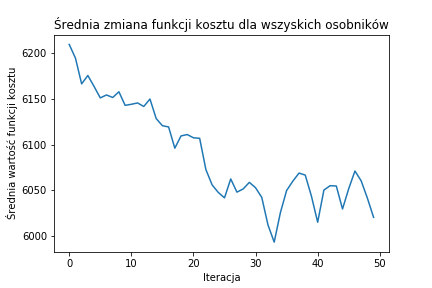 Średnia zmiana funkcji kosztu dla wszyskich osobników
6200
6150
6100
6050
6000
Średnia wartość funkcji kosztu
0 10 20 30 40 50
Iteracja